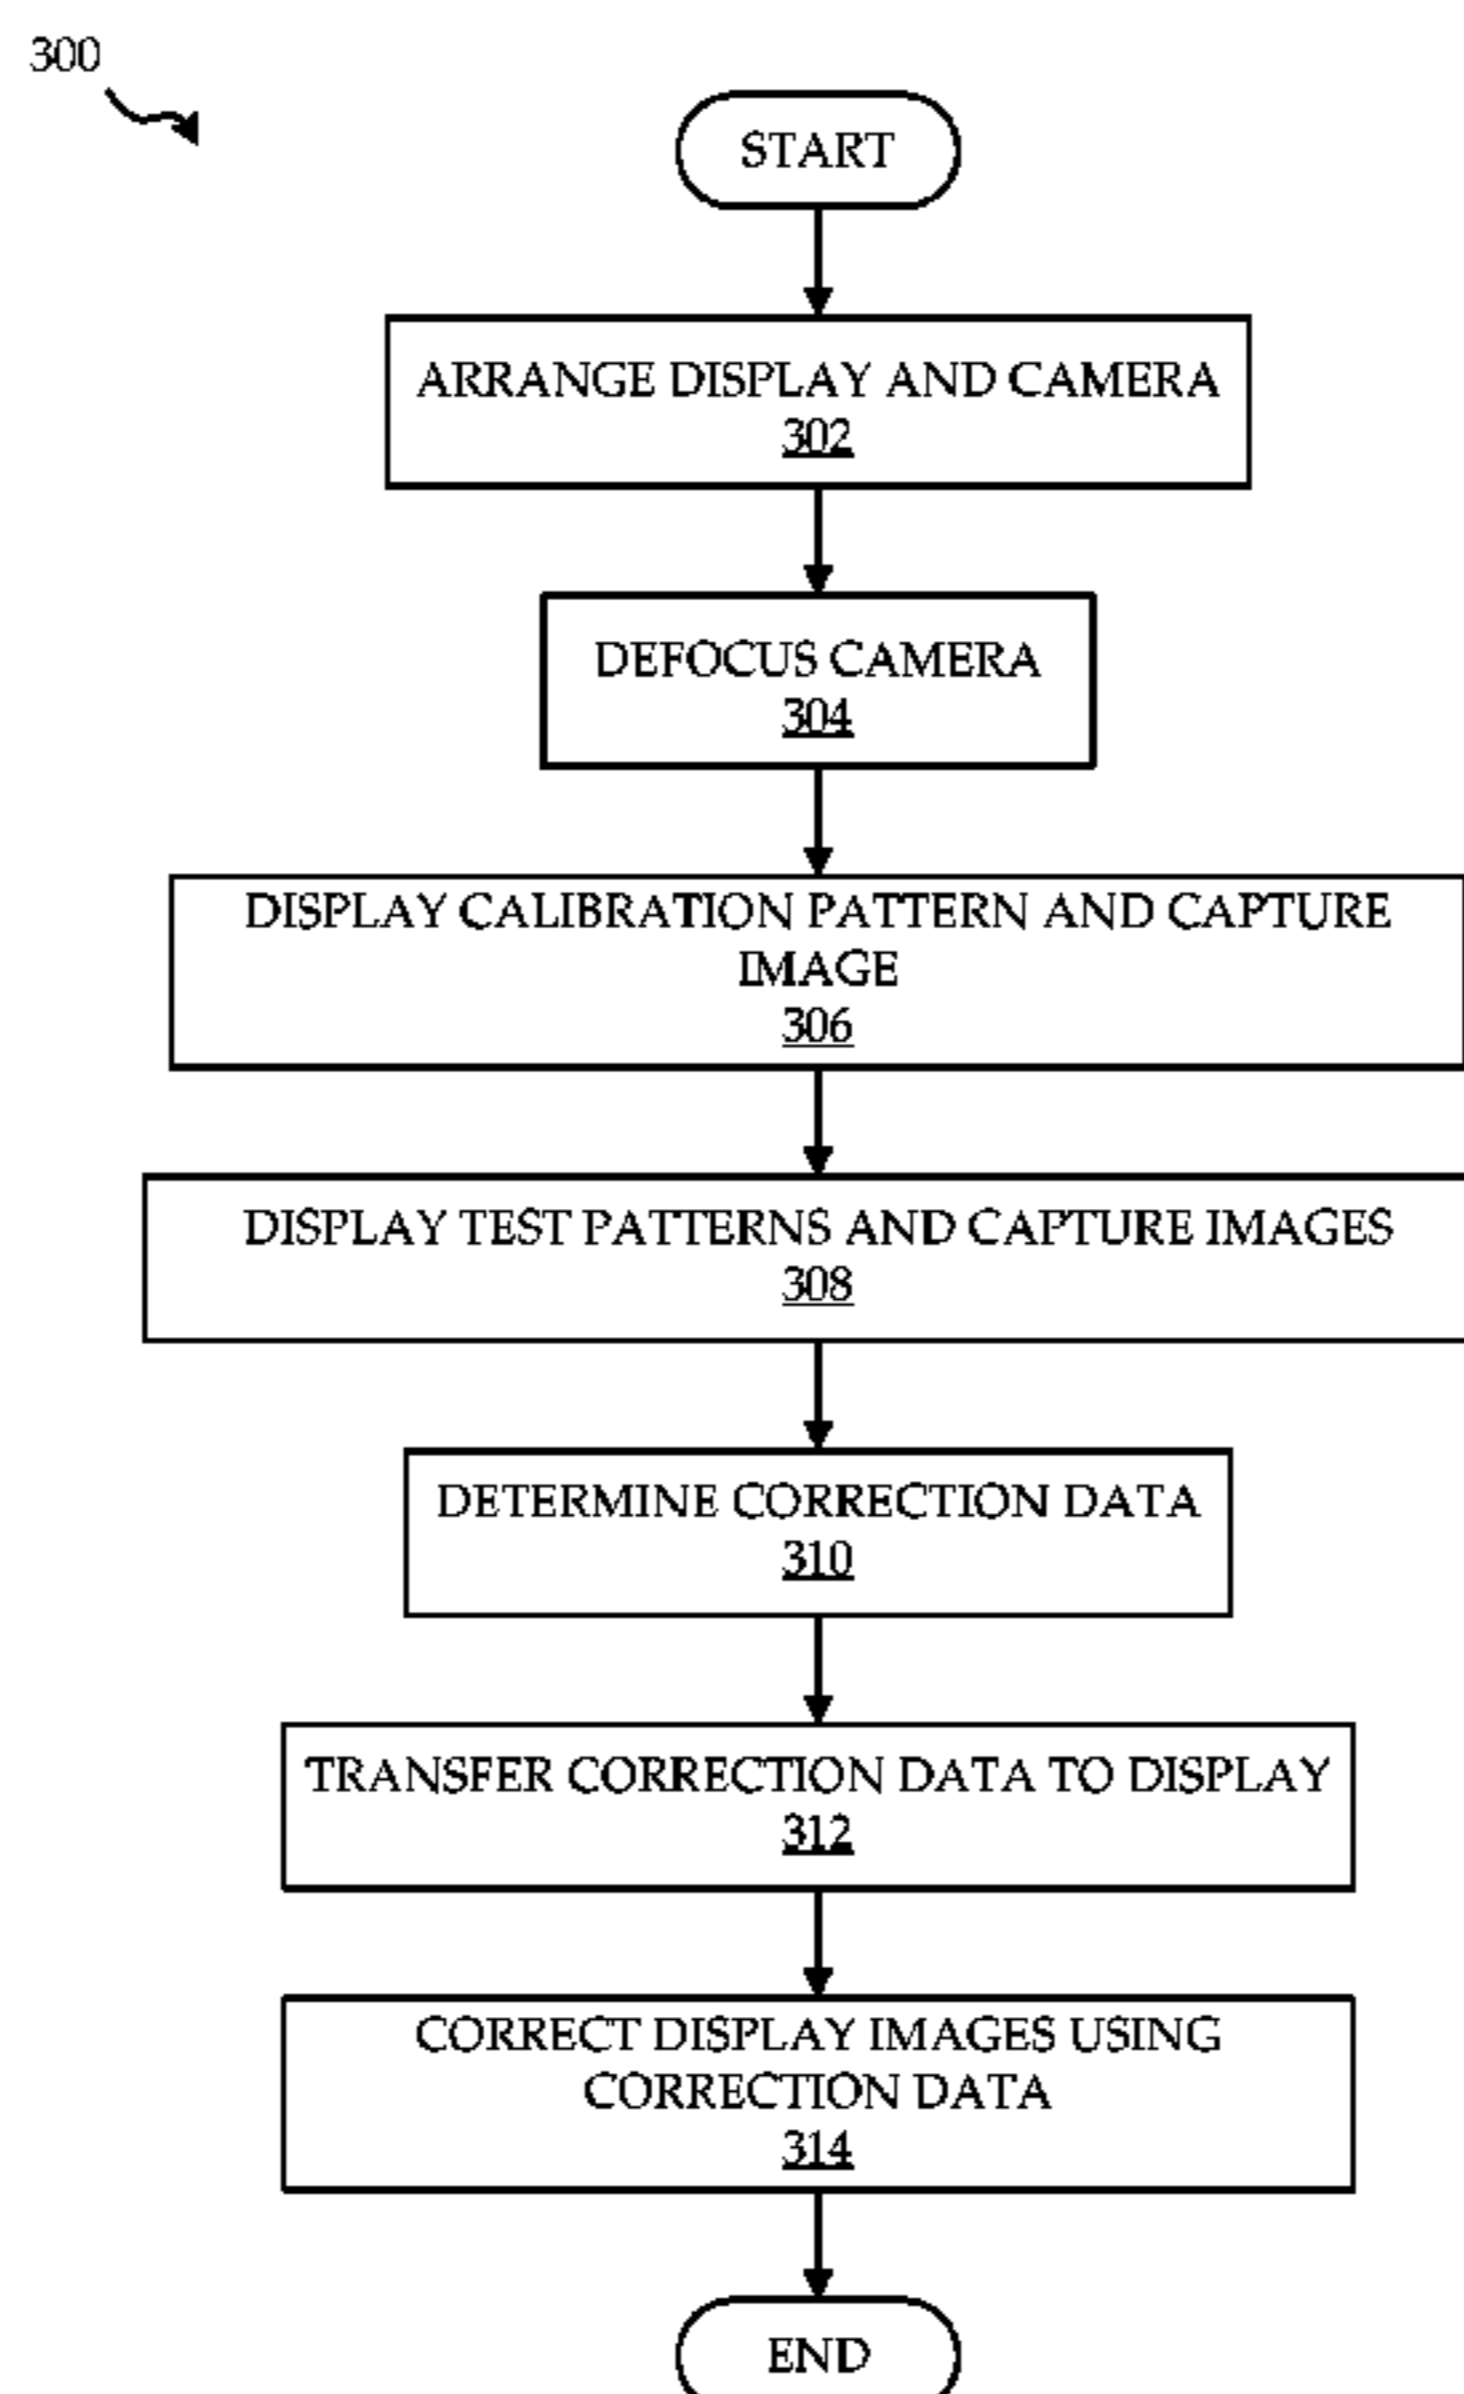 300
START
ARRANGE DISPLAY AND CAMERA
302
DEFOCUS CAMERA
304
DISPLAY CALIBRATION PATTERN AND CAPTURE
IMAGE
306
DISPLAY TEST PATTERNS AND CAPTURE IMAGES
308
DETERMINE CORRECTION DATA
310
TRANSFER CORRECTION DATA TO DISPLAY
312
CORRECT DISPLAY IMAGES USING
CORRECTION DATA
314
END